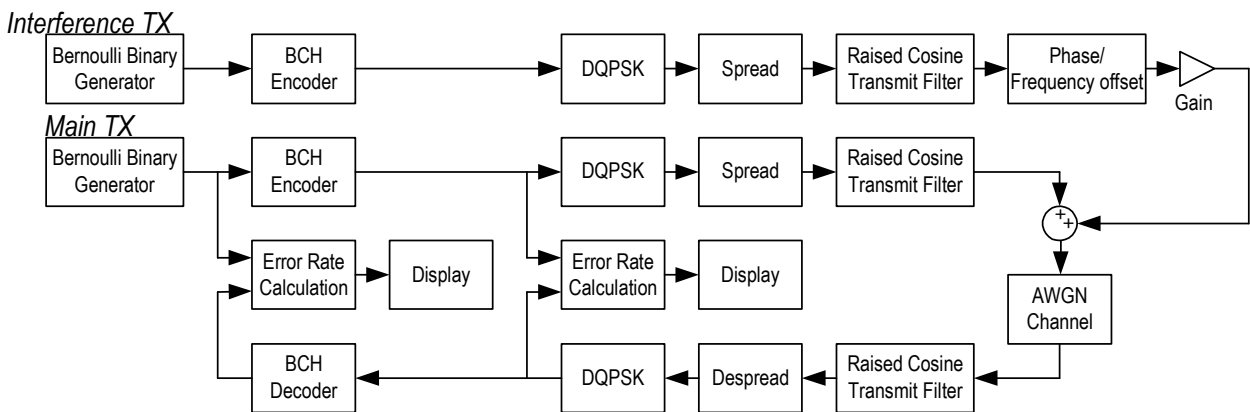 Interference TX
Bernoulli Binary
Generator
BCH
Encoder
DQPSK
Spread
Raised Cosine
Transmit Filter
Phase/
Frequency offset
Gain
Main TX
Bernoulli Binary
Generator
BCH
Encoder
DQPSK
Spread
Raised Cosine
Transmit Filter
+
+
Error Rate
Calculation
Display
Error Rate
Calculation
Display
AWGN
Channel
BCH
Decoder
DQPSK
Despread
Raised Cosine
Transmit Filter